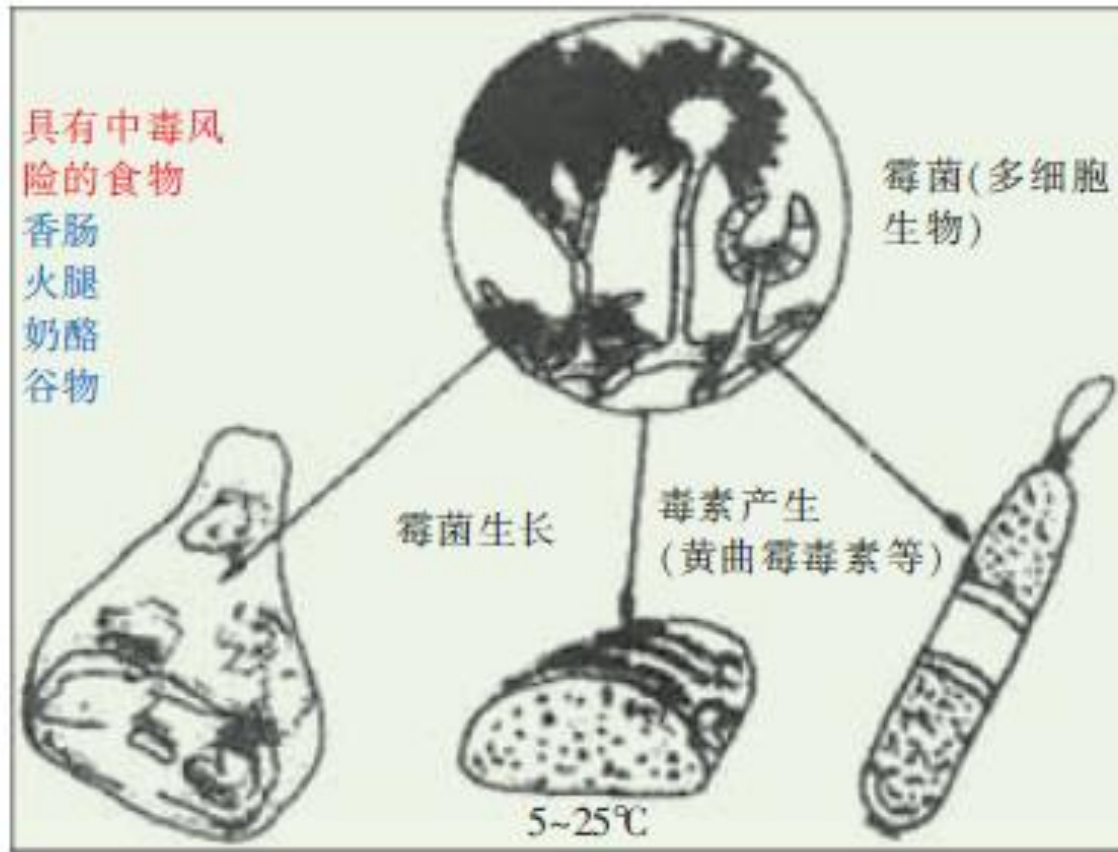 具有中毒风
险的食物
香肠
火腿
奶酪
谷物
霉菌(多细胞
生物)
霉菌生长
毒素产生
(黄曲霉毒素等)
5~25℃